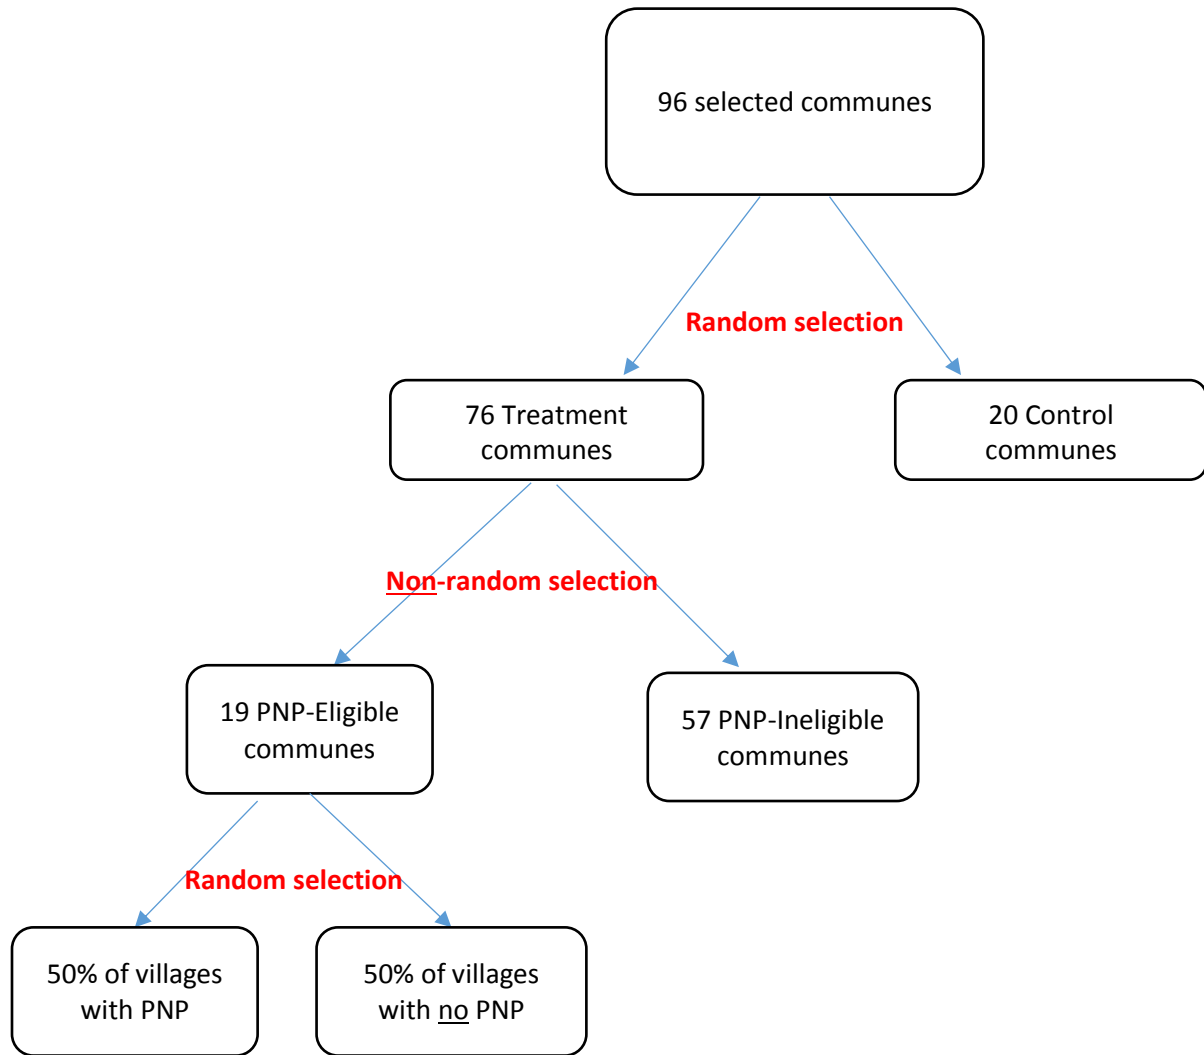 96 selected communes
Random selection
76 Treatment
communes
20 Control
communes
Non-random selection
19 PNP-Eligible
communes
57 PNP-Ineligible
communes
Random selection
50% of villages
with PNP
50% of villages
with no PNP